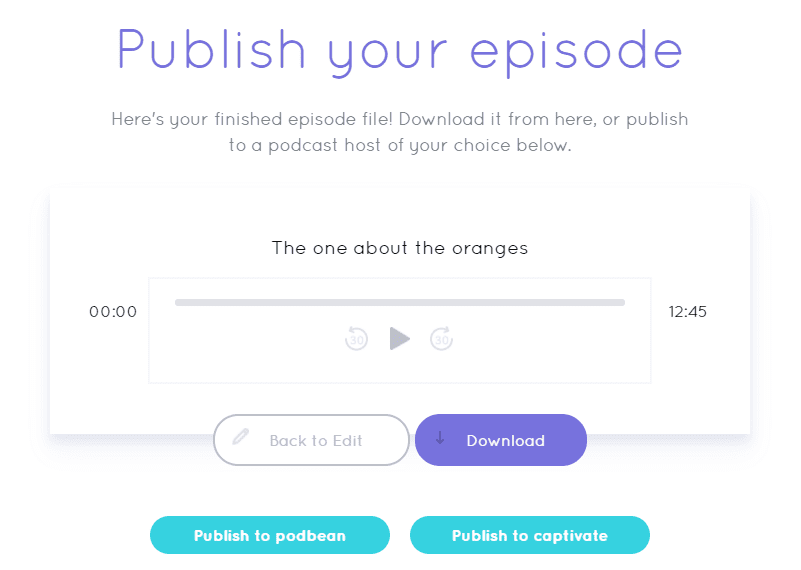 Publish your episode
Here's your finished episode file! Download it from here, or publish
to a podcast host of your choice below.
The one about the oranges
00:00
12:45
30
30
Back to Edit
Download
Publish to podbean
Publish to captivate